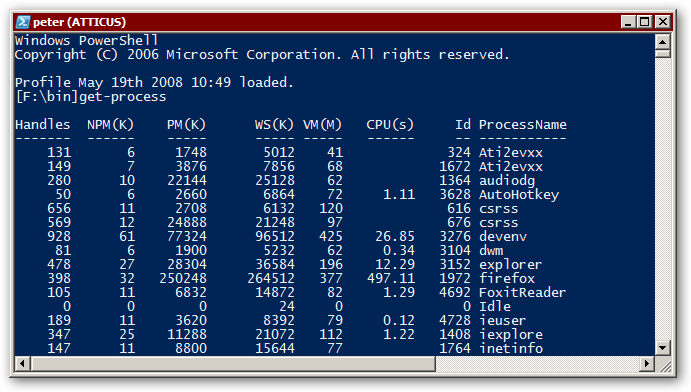 peter (ATTICUS)
Windows PowerShell
Copyright (C) 2006 Microsoft Corporation. All rights reserved.
Profile May 19th 2008 10:49 loaded.
[F:\bin]get-process
Handles  NPM(K)    PM(K)      WS(K) VM(M)   CPU(s)     Id ProcessName
-------  ------    -----      ----- -----   ------     -- -----------
    131       6     1748       5012    41             324 Ati2evxx
    149       7     3876       7856    68            1672 Ati2evxx
    280      10    22144      25128    62            1364 audiodg
     50       6     2660       6864    72     1.11   3628 AutoHotkey
    656      11     2708       6132   120             616 csrss
    569      12    24888      21248    97             676 csrss
    928      61    77324      96512   425    26.85   3276 devenv
     81       6     1900       5232    62     0.34   3104 dwm
    478      27    28304      36584   196    12.29   3152 explorer
    398      32   250248     264512   377   497.11   1972 firefox
    105      11     6832      14872    82     1.29   4692 FoxitReader
      0       0        0         24     0               0 Idle
    189      11     3620       8392    79     0.12   4728 ieuser
    347      25    11288      21072   112     1.22   1408 iexplore
    147      11     8800      15644    77            1764 inetinfo